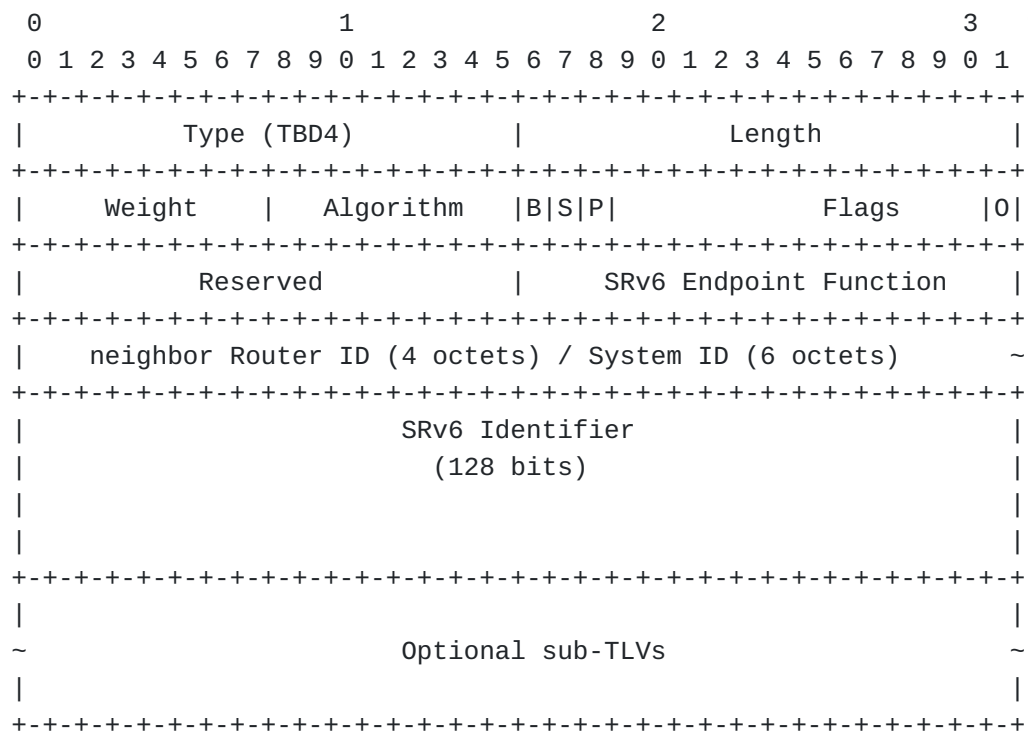 0                   1                   2                   3
 0 1 2 3 4 5 6 7 8 9 0 1 2 3 4 5 6 7 8 9 0 1 2 3 4 5 6 7 8 9 0 1
+-+-+-+-+-+-+-+-+-+-+-+-+-+-+-+-+-+-+-+-+-+-+-+-+-+-+-+-+-+-+-+-+
|          Type (TBD4)          |             Length            |
+-+-+-+-+-+-+-+-+-+-+-+-+-+-+-+-+-+-+-+-+-+-+-+-+-+-+-+-+-+-+-+-+
|     Weight    |   Algorithm   |B|S|P|             Flags     |O|
+-+-+-+-+-+-+-+-+-+-+-+-+-+-+-+-+-+-+-+-+-+-+-+-+-+-+-+-+-+-+-+-+
|           Reserved            |     SRv6 Endpoint Function    |
+-+-+-+-+-+-+-+-+-+-+-+-+-+-+-+-+-+-+-+-+-+-+-+-+-+-+-+-+-+-+-+-+
|    neighbor Router ID (4 octets) / System ID (6 octets)       ~
+-+-+-+-+-+-+-+-+-+-+-+-+-+-+-+-+-+-+-+-+-+-+-+-+-+-+-+-+-+-+-+-+
|                        SRv6 Identifier                        |
|                          (128 bits)                           |
|                                                               |
|                                                               |
+-+-+-+-+-+-+-+-+-+-+-+-+-+-+-+-+-+-+-+-+-+-+-+-+-+-+-+-+-+-+-+-+
|                                                               |
~                        Optional sub-TLVs                      ~
|                                                               |
+-+-+-+-+-+-+-+-+-+-+-+-+-+-+-+-+-+-+-+-+-+-+-+-+-+-+-+-+-+-+-+-+